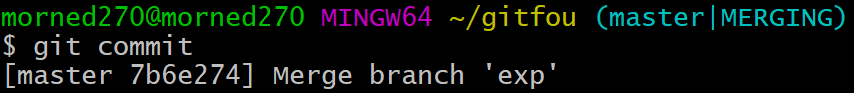 morned270@morned270 MINGW64 ~/gitfou (master|MERGING)
$ git commit
[master 7b6e274] Merge branch 'exp'